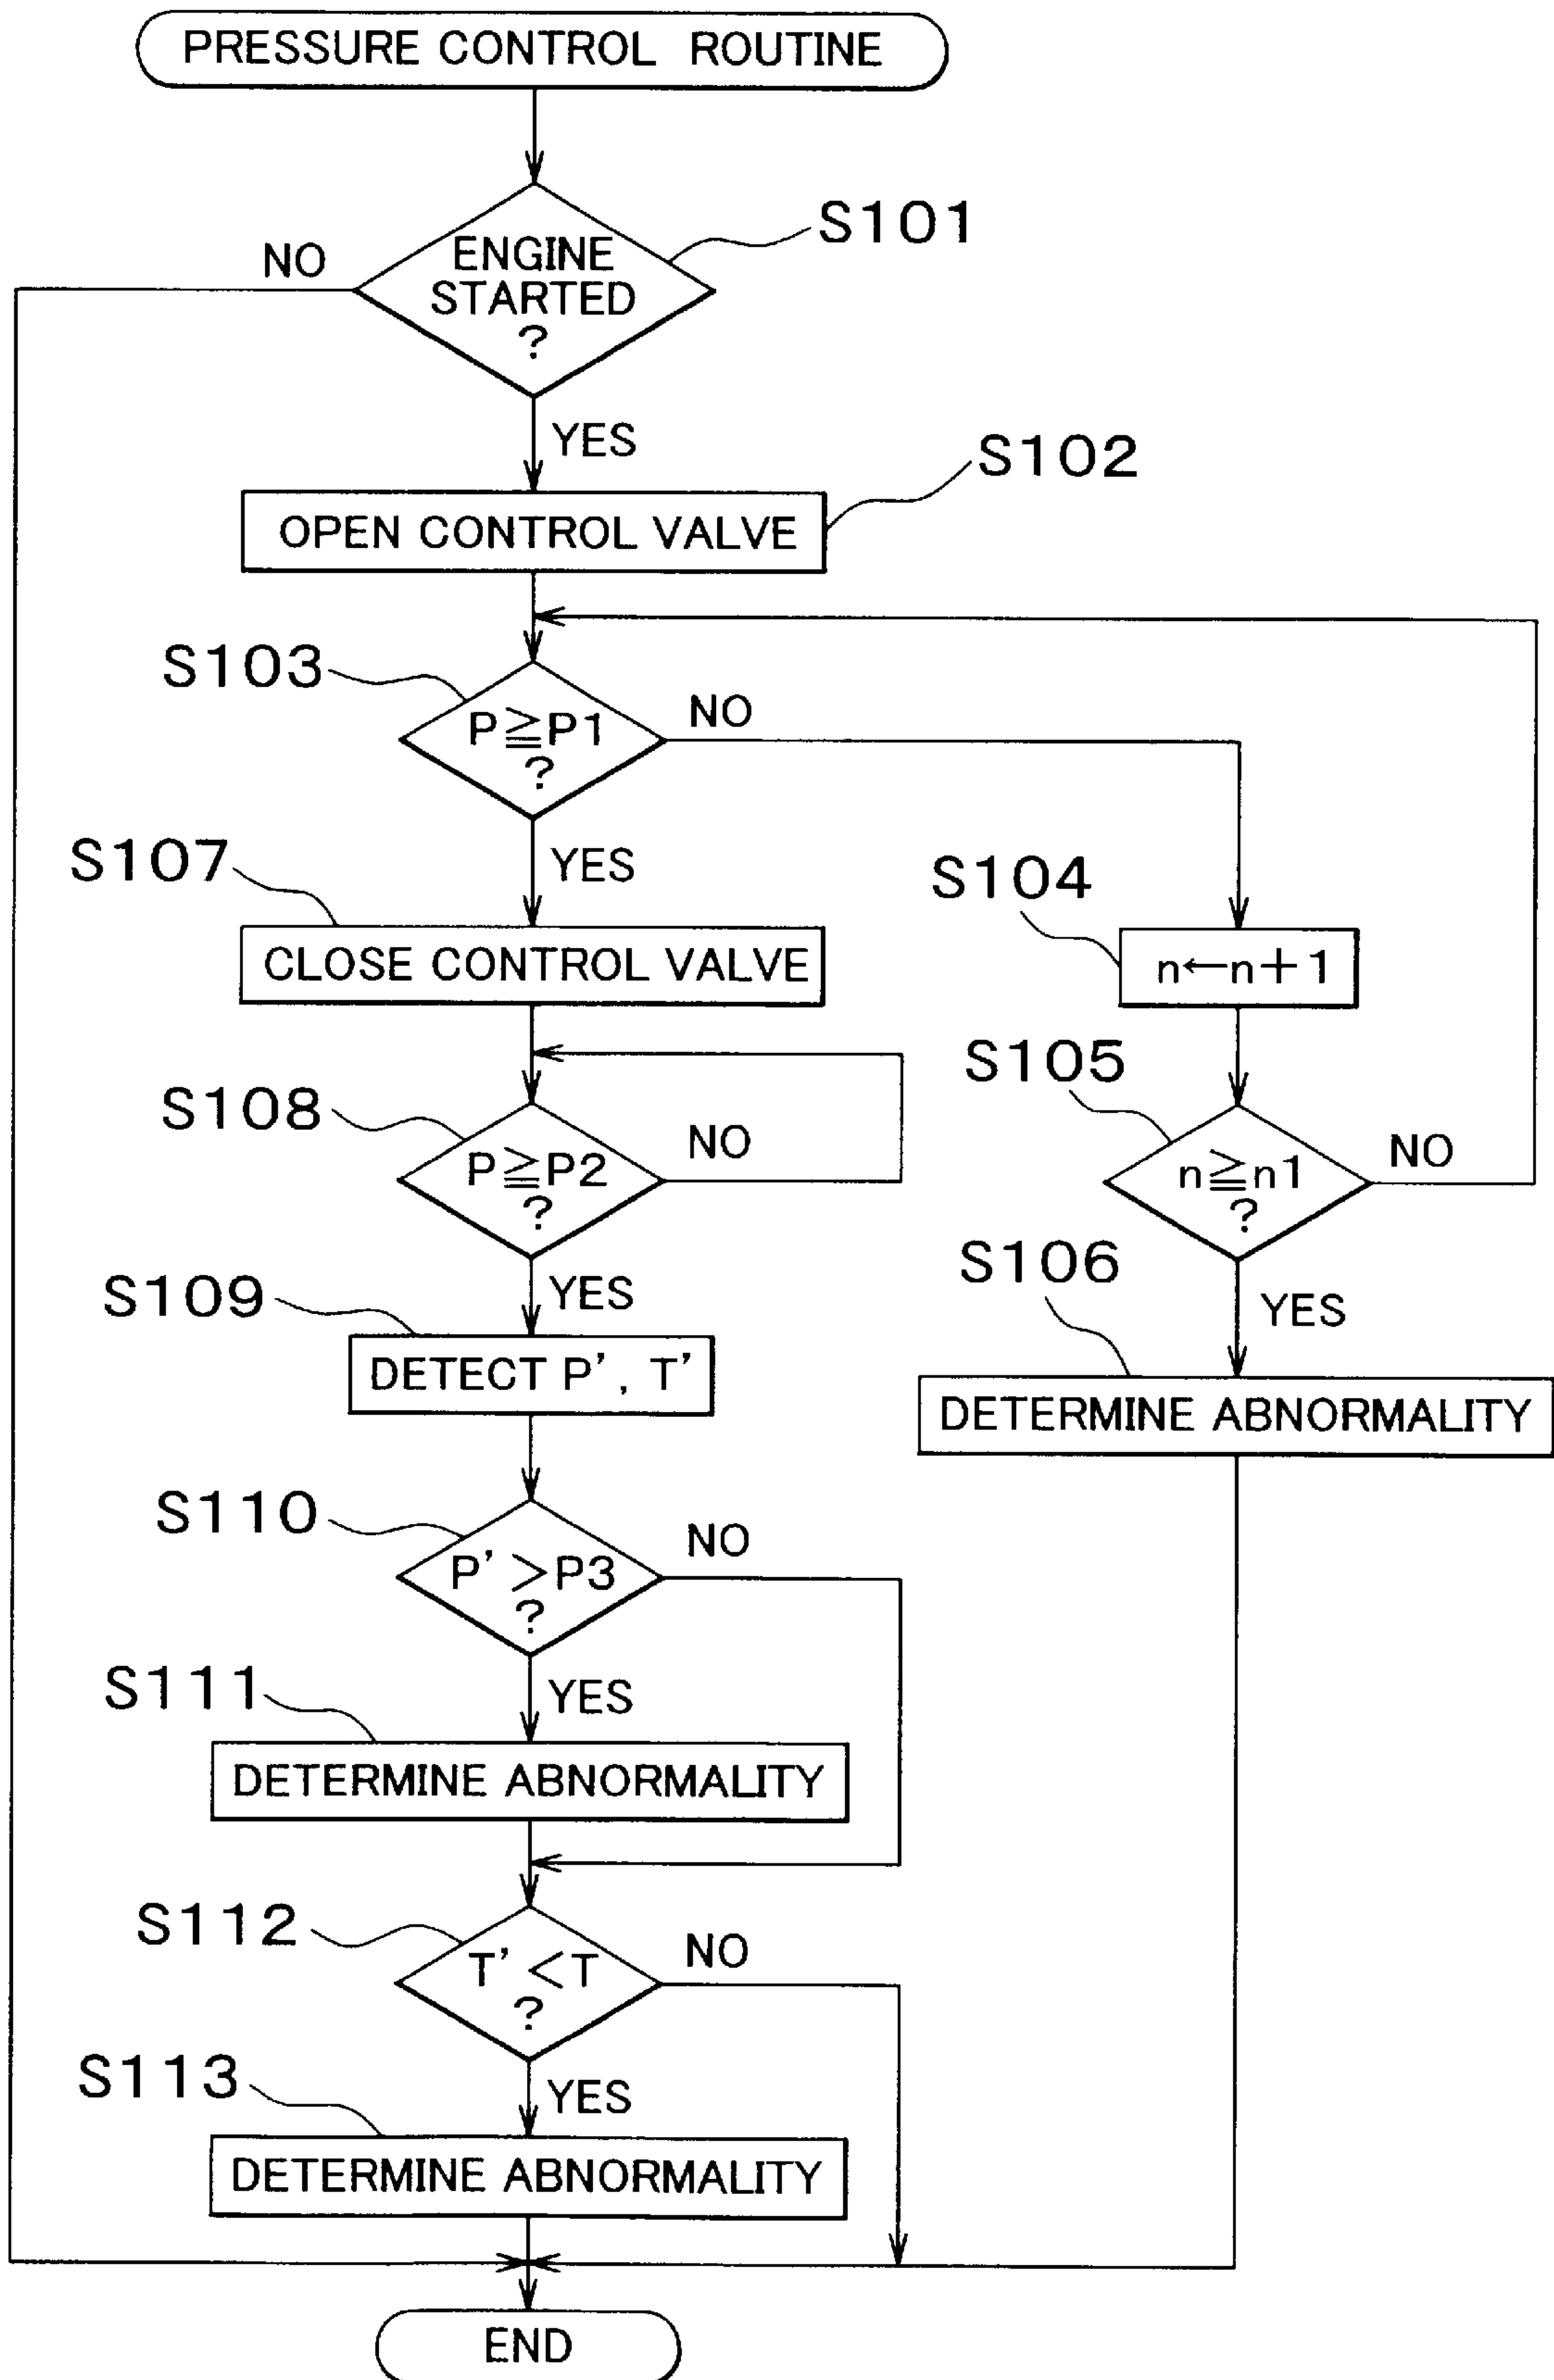 PRESSURE CONTROL ROUTINE
S101
NO
ENGINE
STARTED
?
YES
S102
OPEN CONTROL VALVE
S103
P≧P1
?
NO
YES
S107
CLOSE CONTROL VALVE
S104
n←n+1
S108
P≧P2
?
NO
S105
n≧n1
?
NO
YES
S109
DETECT P', T'
S106
YES
DETERMINE ABNORMALITY
S110
P'>P3
?
NO
YES
S111
DETERMINE ABNORMALITY
S112
T'<T
?
NO
YES
S113
DETERMINE ABNORMALITY
END